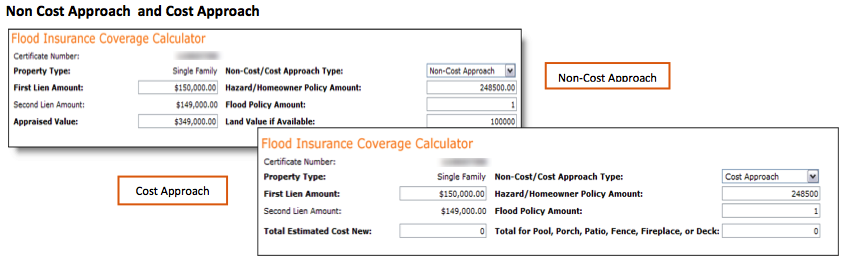 Non Cost Approach and Cost Approach
Flood Insurance Coverage Calculator
Certificate Number:
Property Type: Single Family Non-Cost/Cost Approach Type: Non-Cost Approach
First Lien Amount: $150,000.00 Hazard/Homeowner Policy Amount: 248500.00
Second Lien Amount: $149,000.00 Flood Policy Amount: 1
Appraised Value: $349,000.00 Land Value if Available: 100000
Non-Cost Approach
Flood Insurance Coverage Calculator
Certificate Number:
Property Type: Single Family Non-Cost/Cost Approach Type: Cost Approach
First Lien Amount: $150,000.00 Hazard/Homeowner Policy Amount: 248500
Second Lien Amount: $149,000.00 Flood Policy Amount: 1
Total Estimated Cost New: 0 Total for Pool, Porch, Patio, Fence, Fireplace, or Deck: 0
Cost Approach